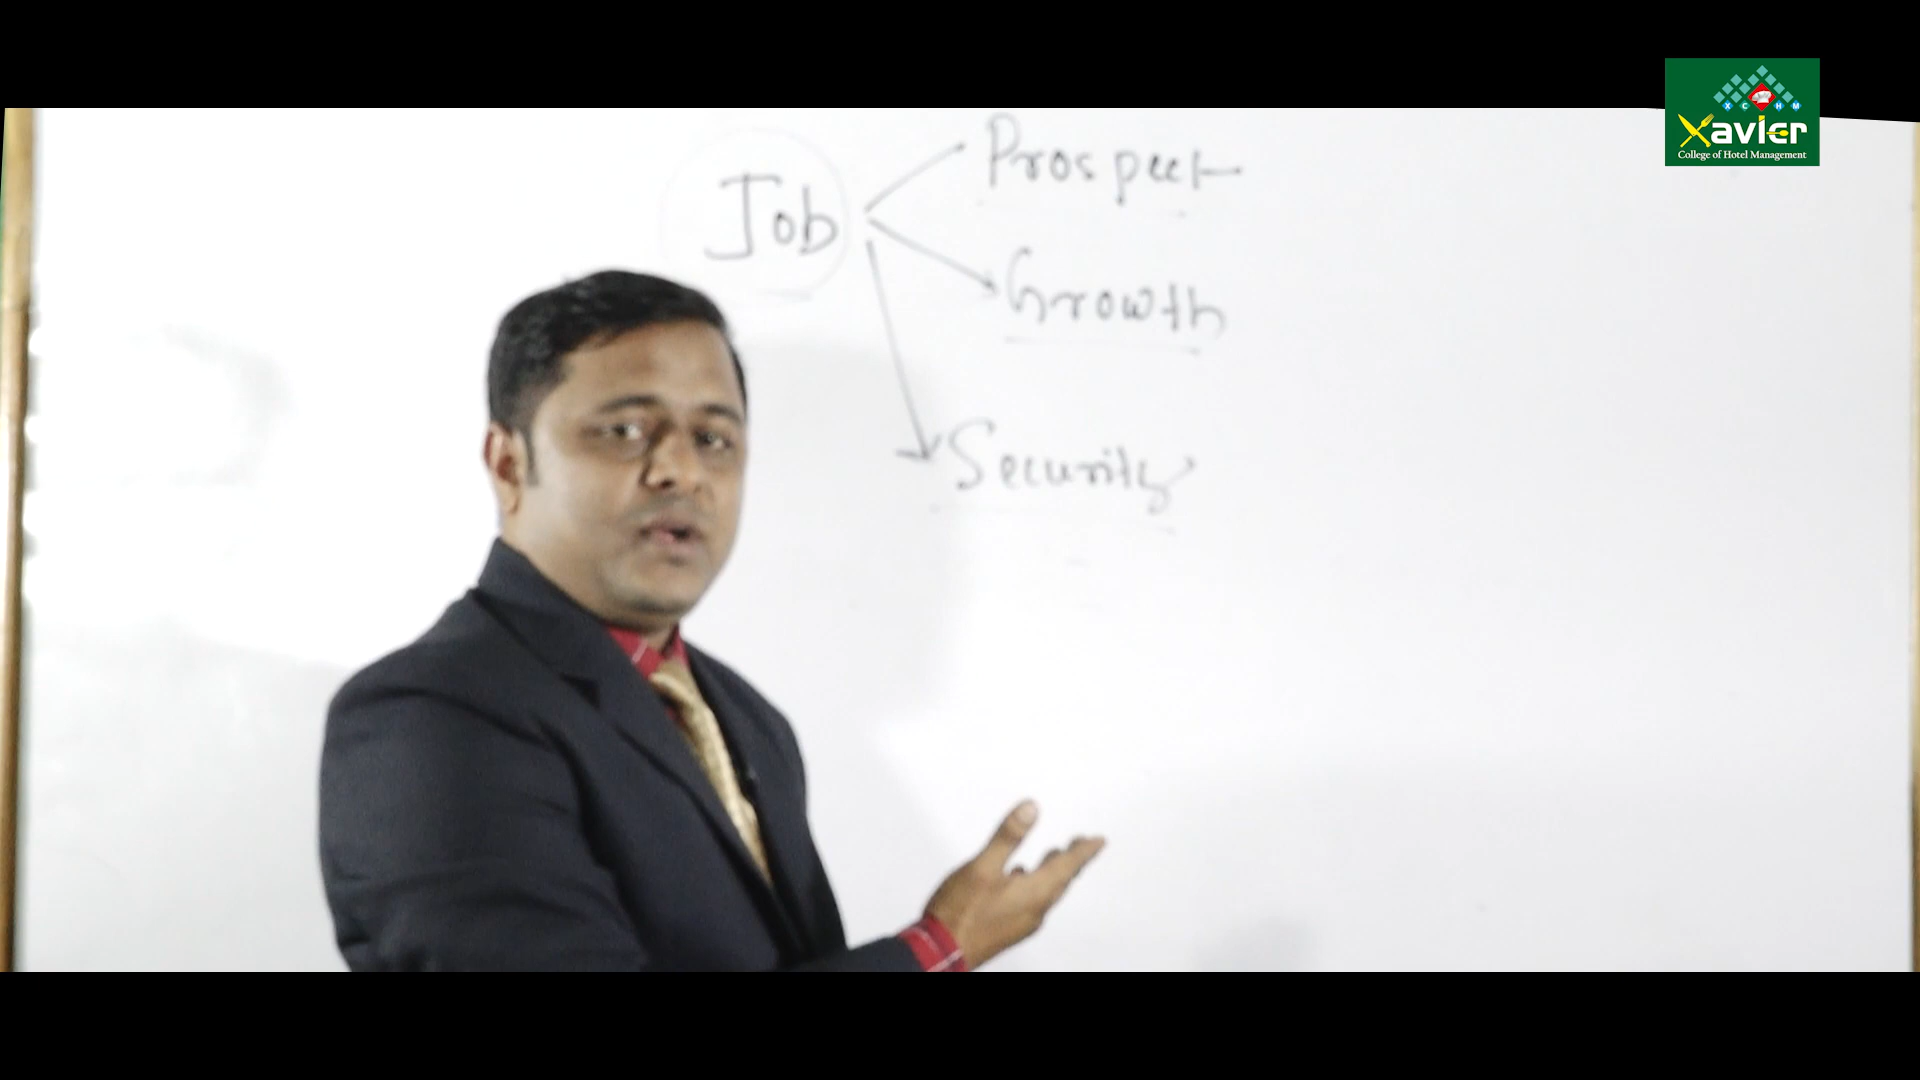 X C H M
Xavier
College of Hotel Management
Prospect
Job
Growth
Security